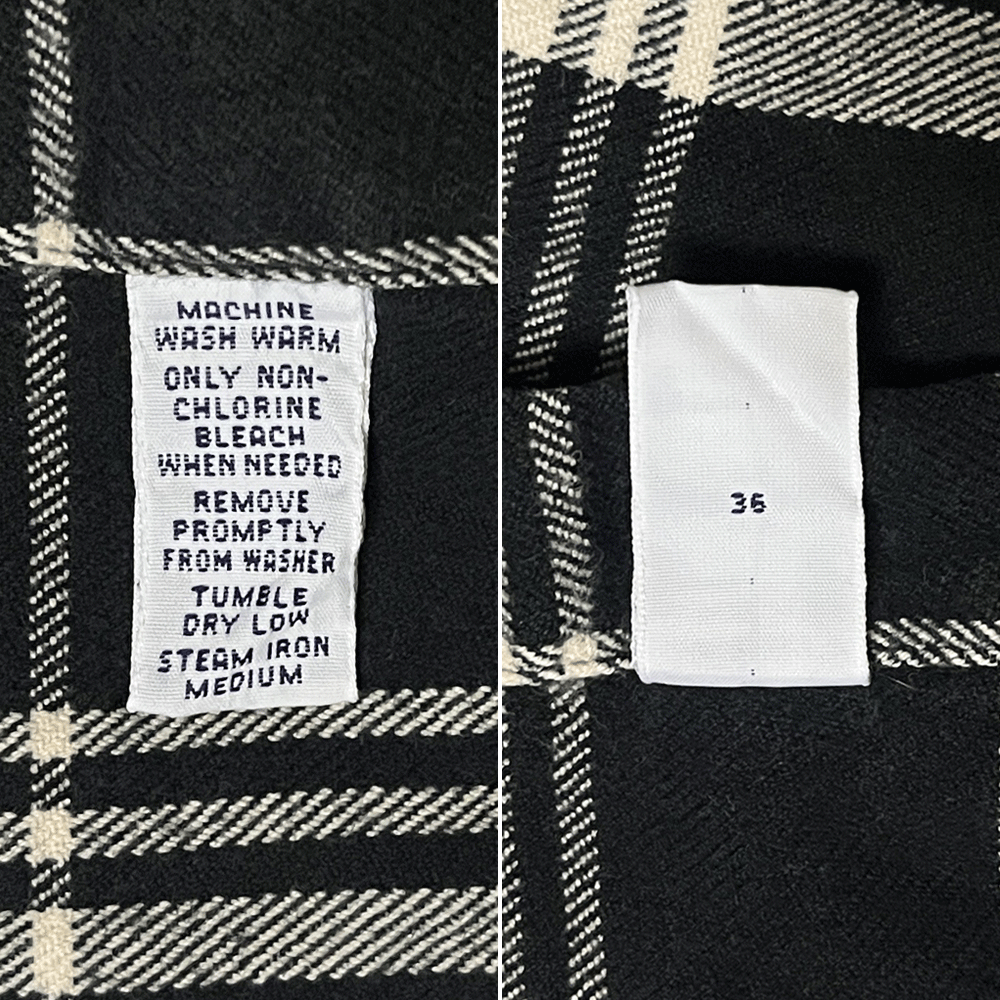 MACHINE
WASH WARM
ONLY NON-
CHLORINE
BLEACH
WHEN NEEDED
REMOVE
PROMPTLY
FROM WASHER
TUMBLE
DRY LOW
STEAM IRON
MEDIUM
36